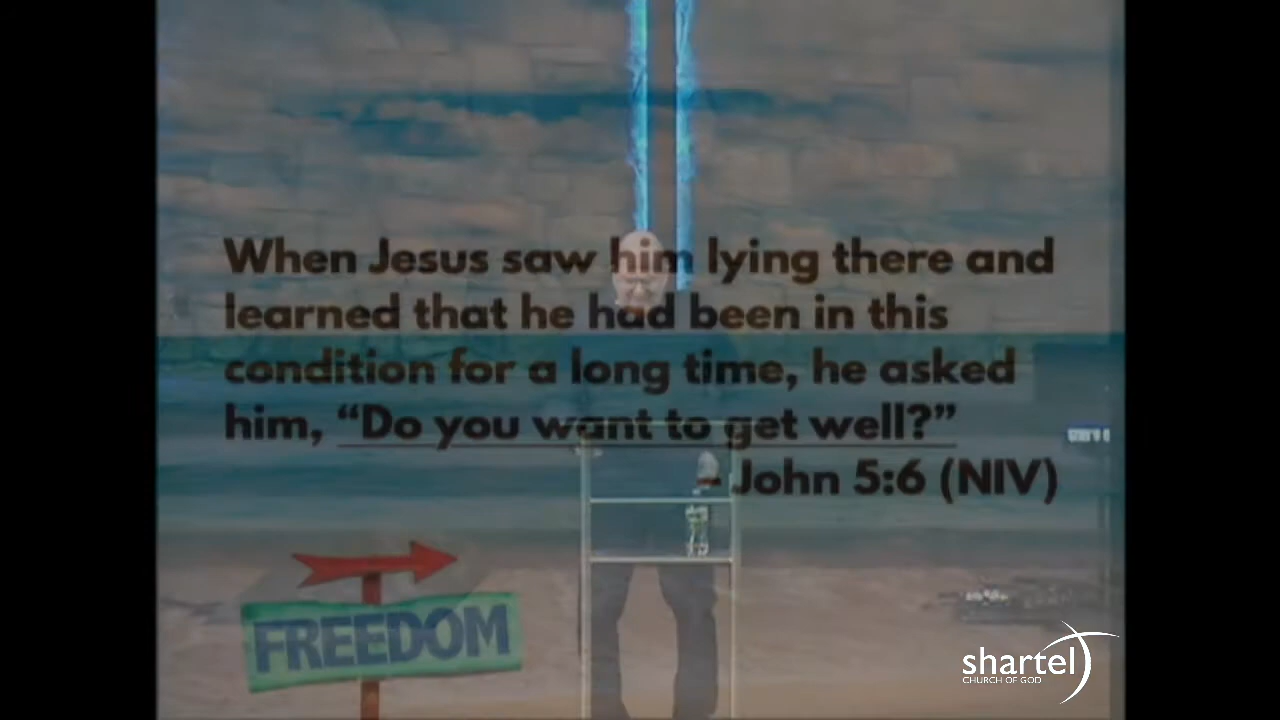 When Jesus saw him lying there and
learned that he had been in this
condition for a long time, he asked
him, “Do you want to get well?”
- John 5:6 (NIV)
FREEDOM
shartel
CHURCH OF GOD